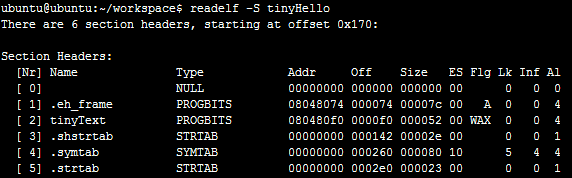 ubuntu@ubuntu:~/workspace$ readelf -S tinyHello
There are 6 section headers, starting at offset 0x170:
Section Headers:
[Nr] Name Type Addr Off Size ES Flg Lk Inf Al
[ 0] NULL 00000000 000000 000000 00 0 0 0
[ 1] .eh_frame PROGBITS 08048074 000074 00007c 00 A 0 0 4
[ 2] tinyText PROGBITS 080480f0 0000f0 000052 00 WAX 0 0 4
[ 3] .shstrtab STRTAB 00000000 000142 00002e 00 0 0 1
[ 4] .symtab SYMTAB 00000000 000260 000080 10 5 4 4
[ 5] .strtab STRTAB 00000000 0002e0 000023 00 0 0 1